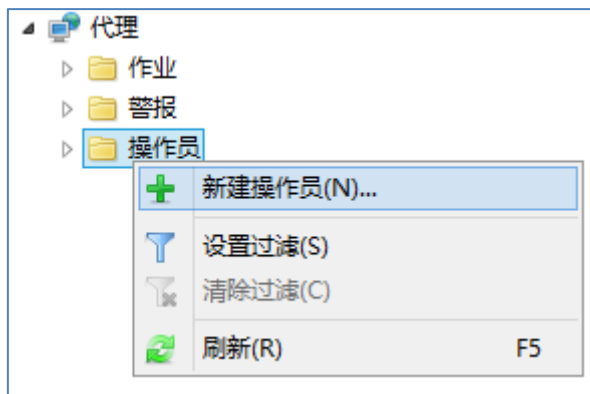 代理
作业
警报
操作员
新建操作员(N)...
设置过滤(S)
清除过滤(C)
刷新(R) F5